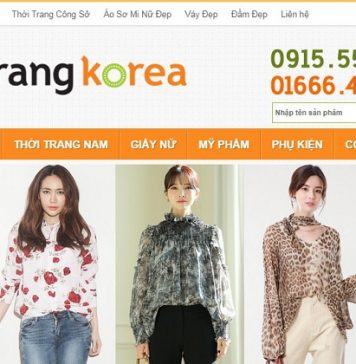 Thời Trang Công Sở Áo Sơ Mi Nữ Đẹp Váy Đẹp Đầm Đẹp Liên hệ
rang korea
0915.55
01666.4
Nhập tên sản phẩm
THỜI TRANG NAM GIẦY NỮ MỸ PHẨM PHỤ KIỆN